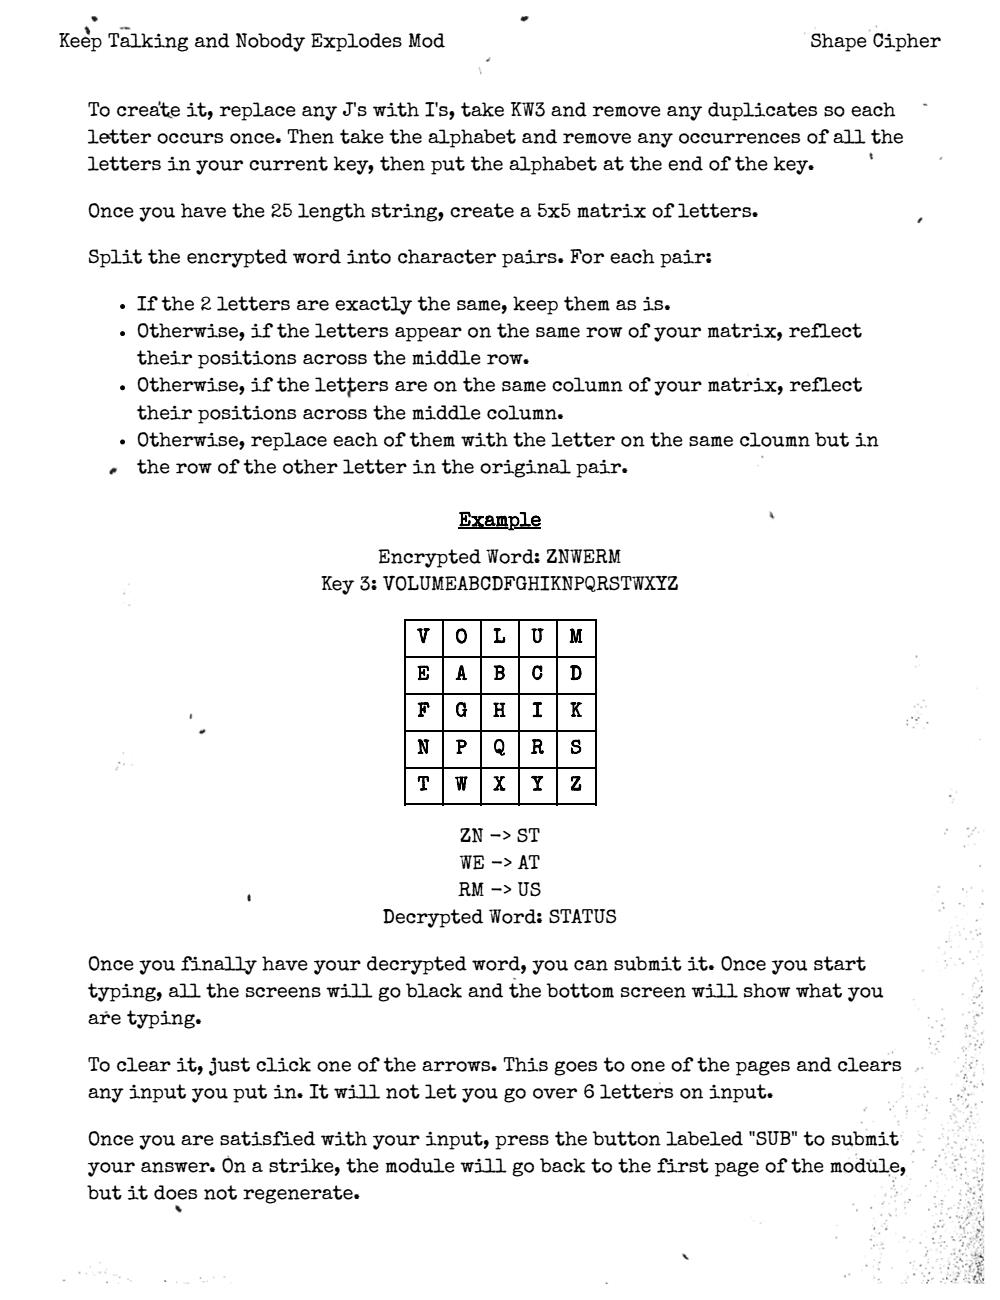 Keep Talking and Nobody Explodes Mod
Shape Cipher
To create it, replace any J's with I's, take KW3 and remove any duplicates so each
letter occurs once. Then take the alphabet and remove any occurrences of all the
letters in your current key, then put the alphabet at the end of the key.
Once you have the 25 length string, create a 5x5 matrix of letters.
Split the encrypted word into character pairs. For each pair:
• If the 2 letters are exactly the same, keep them as is.
• Otherwise, if the letters appear on the same row of your matrix, reflect
their positions across the middle row.
• Otherwise, if the letters are on the same column of your matrix, reflect
their positions across the middle column.
• Otherwise, replace each of them with the letter on the same cloumn but in
the row of the other letter in the original pair.
Example
Encrypted Word: ZNWERM
Key 3: VOLUMEABCDFGHIKNPQRSTWXYZ
V O L U M
E A B C D
F G H I K
N P Q R S
T W X Y Z
ZN -> ST
WE -> AT
RM -> US
Decrypted Word: STATUS
Once you finally have your decrypted word, you can submit it. Once you start
typing, all the screens will go black and the bottom screen will show what you
are typing.
To clear it, just click one of the arrows. This goes to one of the pages and clears
any input you put in. It will not let you go over 6 letters on input.
Once you are satisfied with your input, press the button labeled "SUB" to submit
your answer. On a strike, the module will go back to the first page of the module,
but it does not regenerate.